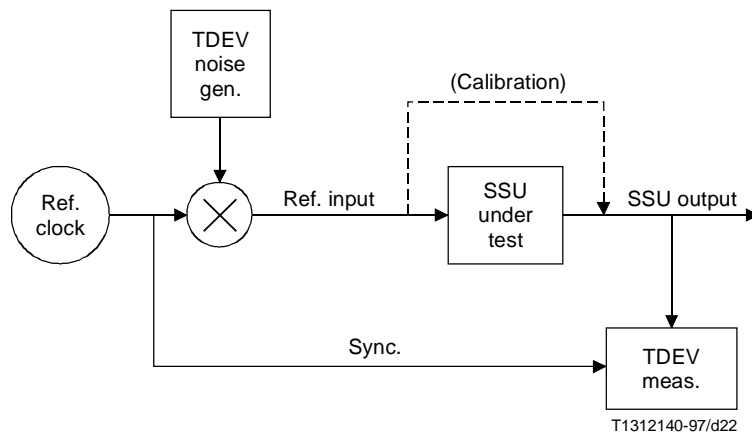 TDEV
noise
gen.
(Calibration)
Ref.
clock
Ref. input
SSU
under
test
SSU output
Sync.
TDEV
meas.
T1312140-97/d22